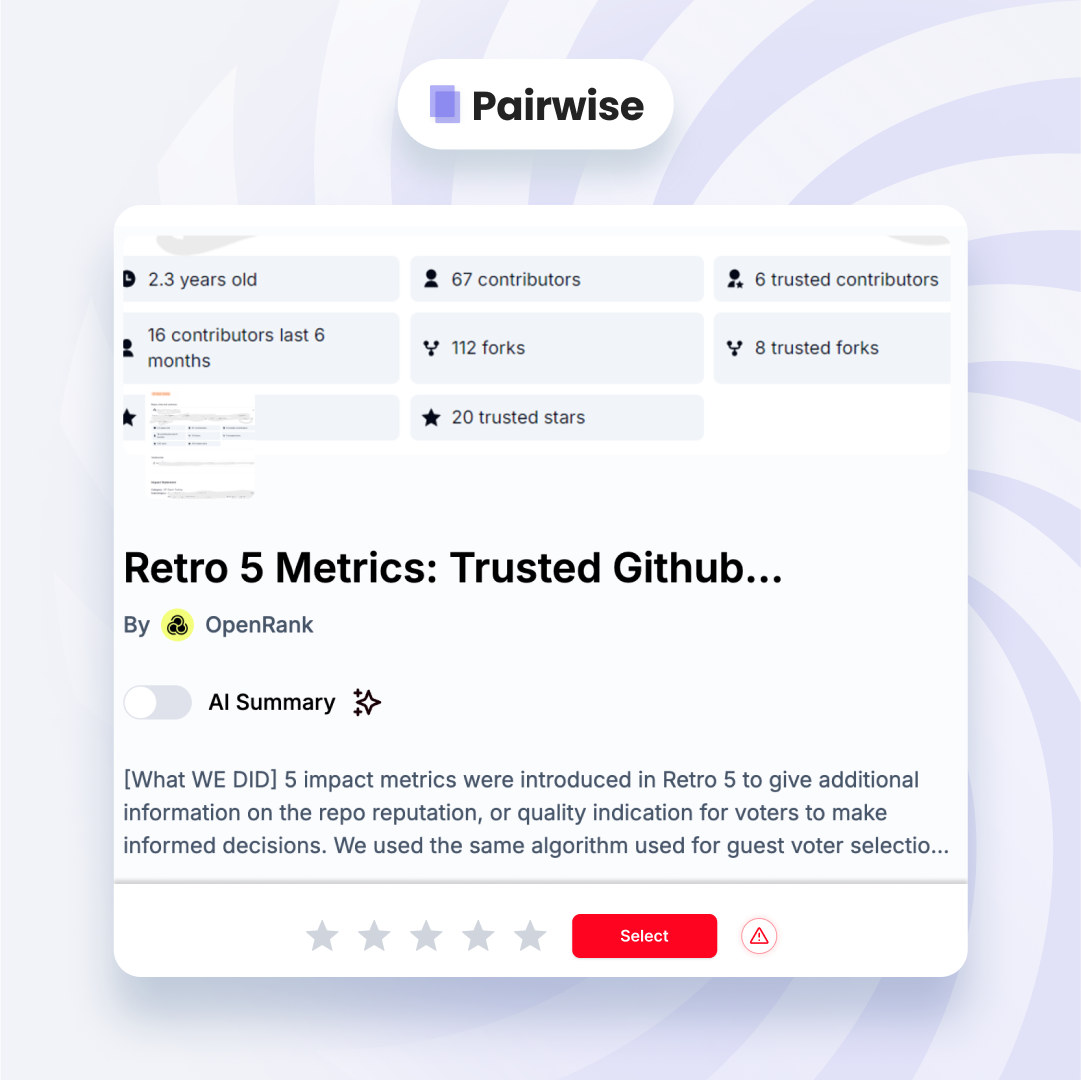 Pairwise
2.3 years old
67 contributors
6 trusted contributors
16 contributors last 6
months
112 forks
8 trusted forks
20 trusted stars
Retro 5 Metrics: Trusted Github...
By OpenRank
AI Summary
[What WE DID] 5 impact metrics were introduced in Retro 5 to give additional
information on the repo reputation, or quality indication for voters to make
informed decisions. We used the same algorithm used for guest voter selectio...
Select